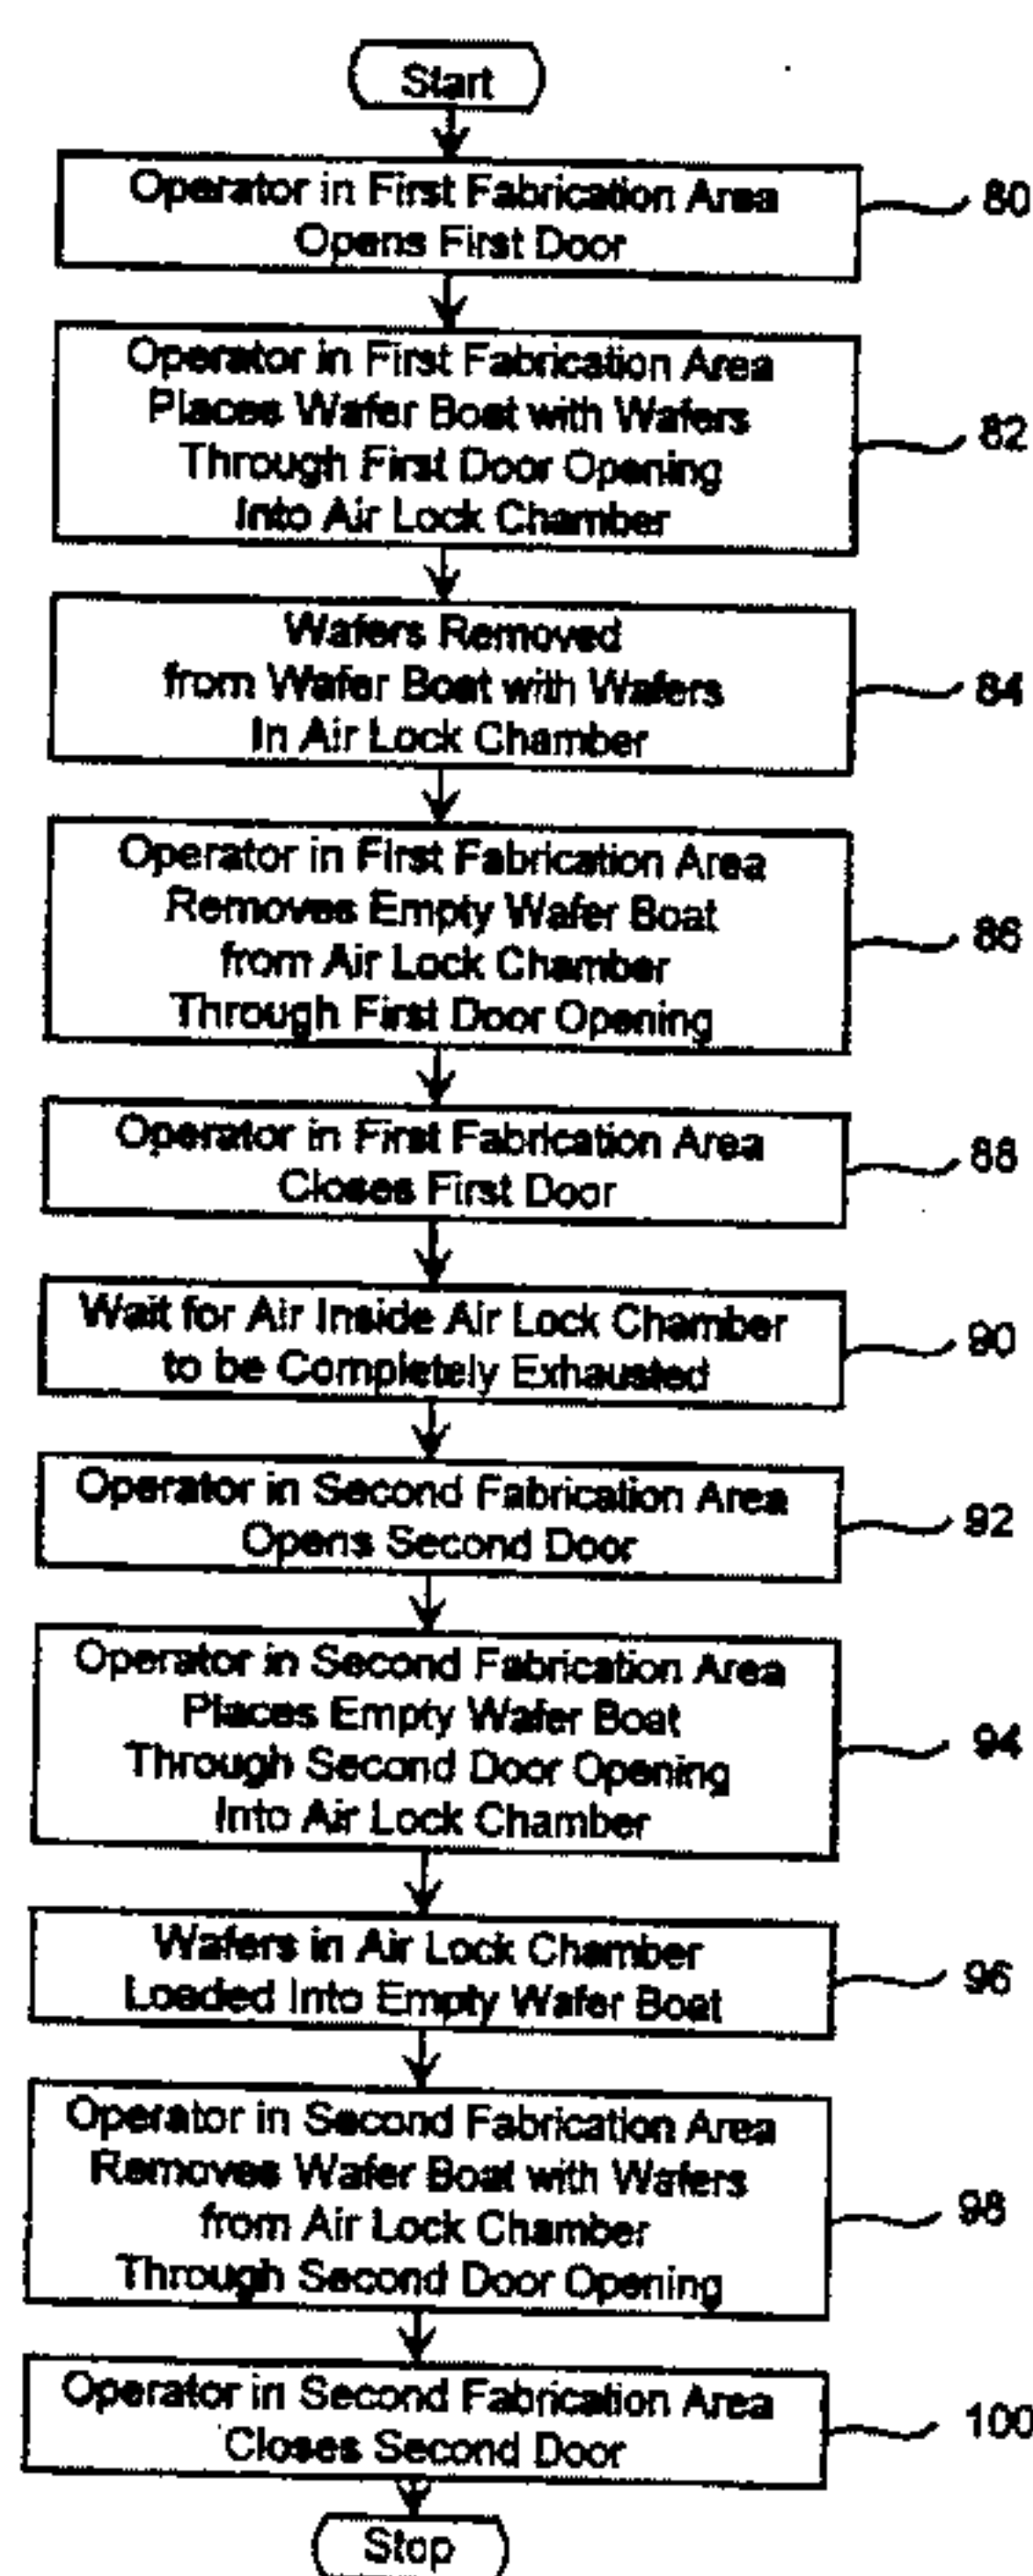 Start
Operator in First Fabrication Area
Opens First Door
80
Operator in First Fabrication Area
Places Wafer Boat with Wafers
Through First Door Opening
Into Air Lock Chamber
82
Wafers Removed
from Wafer Boat with Wafers
In Air Lock Chamber
84
Operator in First Fabrication Area
Removes Empty Wafer Boat
from Air Lock Chamber
Through First Door Opening
86
Operator in First Fabrication Area
Closes First Door
88
Wait for Air Inside Air Lock Chamber
to be Completely Exhausted
90
Operator in Second Fabrication Area
Opens Second Door
92
Operator in Second Fabrication Area
Places Empty Wafer Boat
Through Second Door Opening
Into Air Lock Chamber
94
Wafers in Air Lock Chamber
Loaded Into Empty Wafer Boat
96
Operator in Second Fabrication Area
Removes Wafer Boat with Wafers
from Air Lock Chamber
Through Second Door Opening
98
Operator in Second Fabrication Area
Closes Second Door
100
Stop